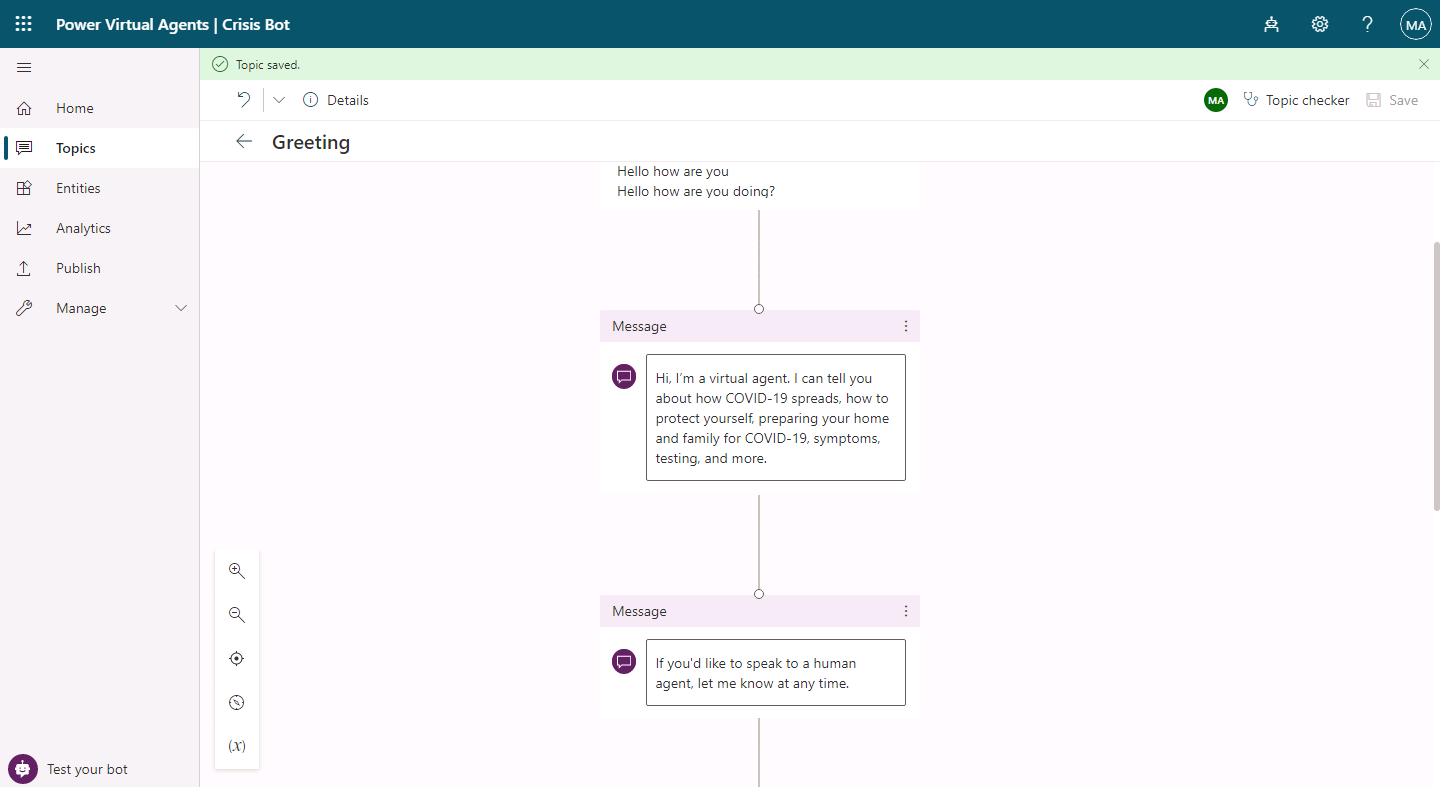 Power Virtual Agents | Crisis Bot
MA
Topic saved.
Details
MA
Topic checker
Save
Greeting
Home
Topics
Entities
Analytics
Publish
Manage
Hello how are you
Hello how are you doing?
Message
Hi, I’m a virtual agent. I can tell you
about how COVID-19 spreads, how to
protect yourself, preparing your home
and family for COVID-19, symptoms,
testing, and more.
Message
If you'd like to speak to a human
agent, let me know at any time.
(x)
Test your bot